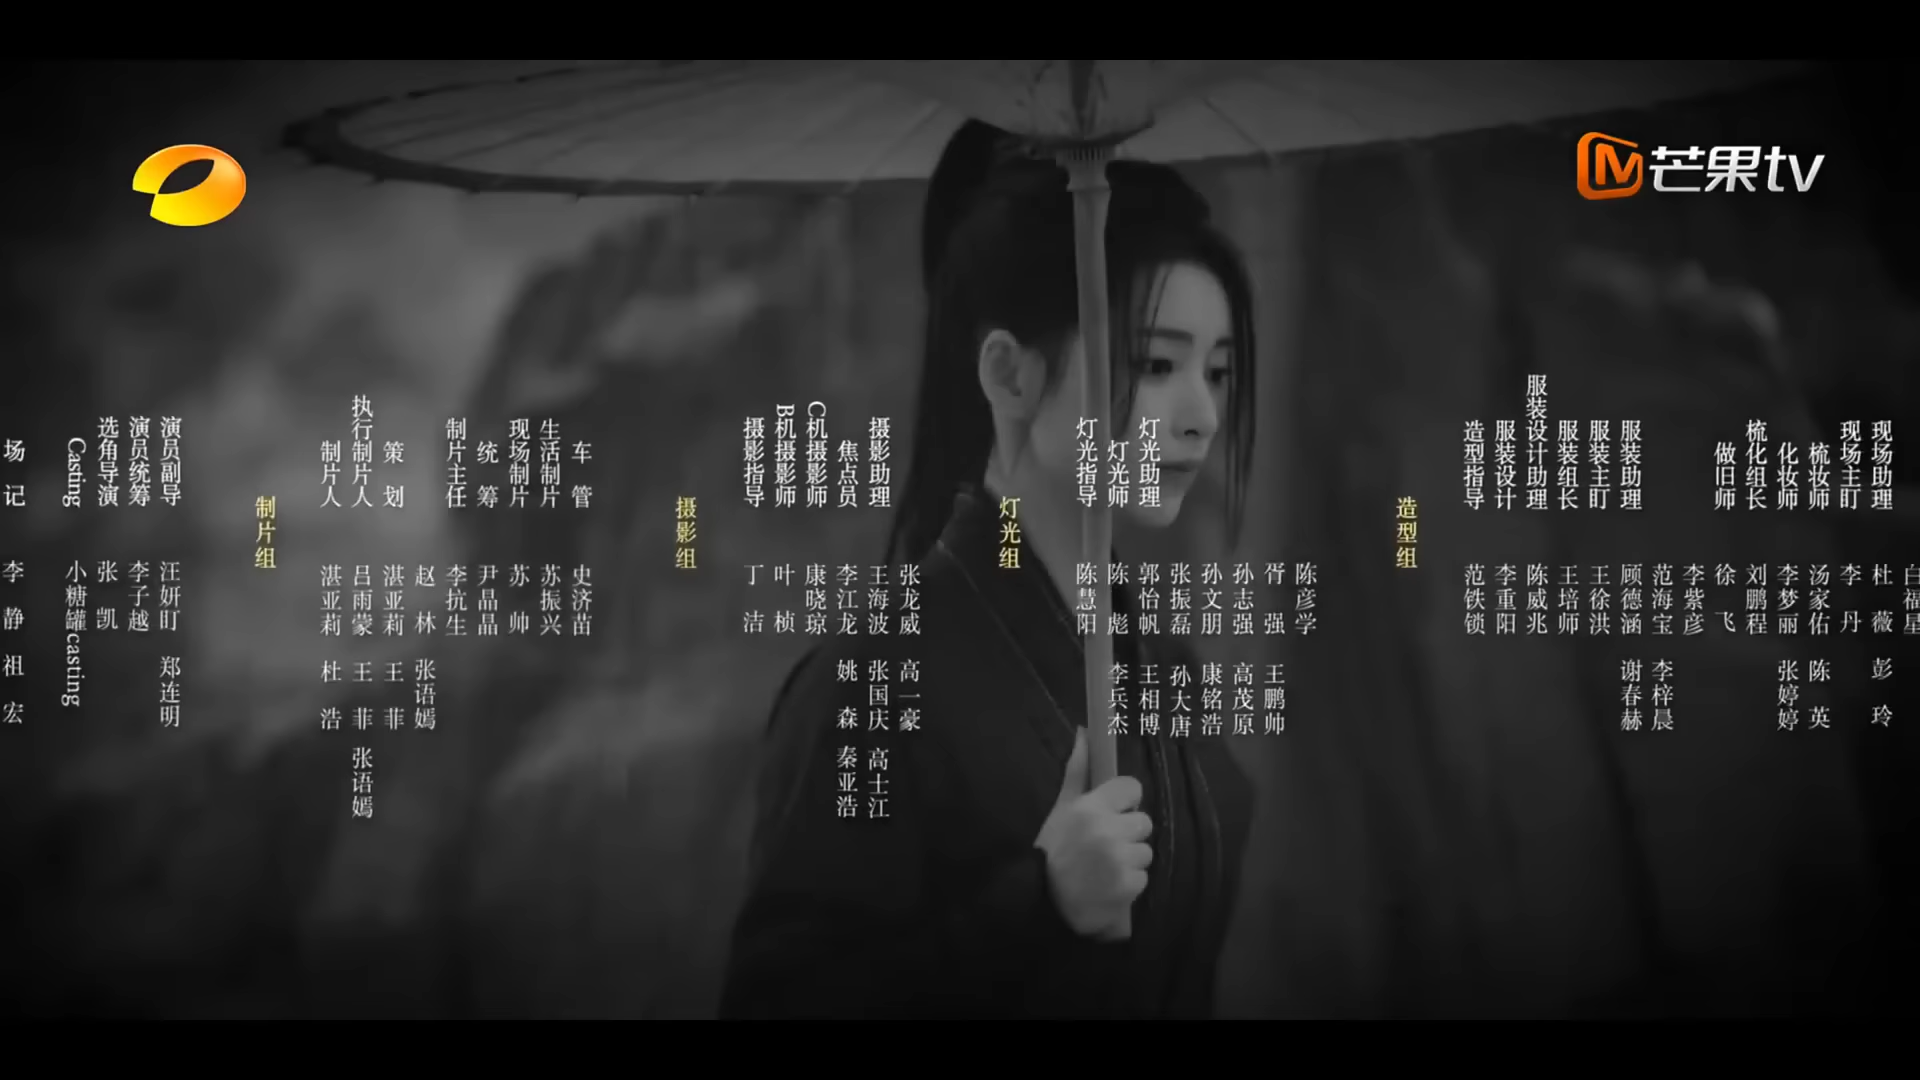 芒果tv
场记 李静 祖宏
Casting 小糖罐casting
选角导演 张凯
演员统筹 李子越
演员副导 汪妍盯 郑连明
制片组
制片人 湛亚莉 杜浩
执行制片人 吕雨蒙 王菲 张语嫣
策划 湛亚莉 王菲
赵林 张语嫣
制片主任 李抗生
统筹 尹晶晶
现场制片 苏帅
生活制片 苏振兴
车管 史济苗
摄影组
摄影指导 丁洁
B机摄影师 叶桢
C机摄影师 康晓琼
焦点员 李江龙 姚森 秦亚浩
摄影助理 王海波 张国庆 高士江
张龙威 高一豪
灯光组
灯光指导 陈慧阳
灯光师 陈彪 李兵杰
灯光助理 郭怡帆 王相博
张振磊 孙大唐
孙文朋 康铭浩
孙志强 高茂原
胥强 王鹏帅
陈彦学
造型组
造型指导 范铁锁
服装设计 李重阳
服装设计助理 陈威兆
服装组长 王培师
服装主盯 王徐洪
服装助理 顾德涵 谢春赫
范海宝 李梓晨
李紫彦
做旧师 徐飞
梳化组长 刘鹏程
化妆师 李梦丽 张婷婷
梳妆师 汤家佑 陈英
现场主盯 李丹
现场助理 杜薇 彭玲
白福星